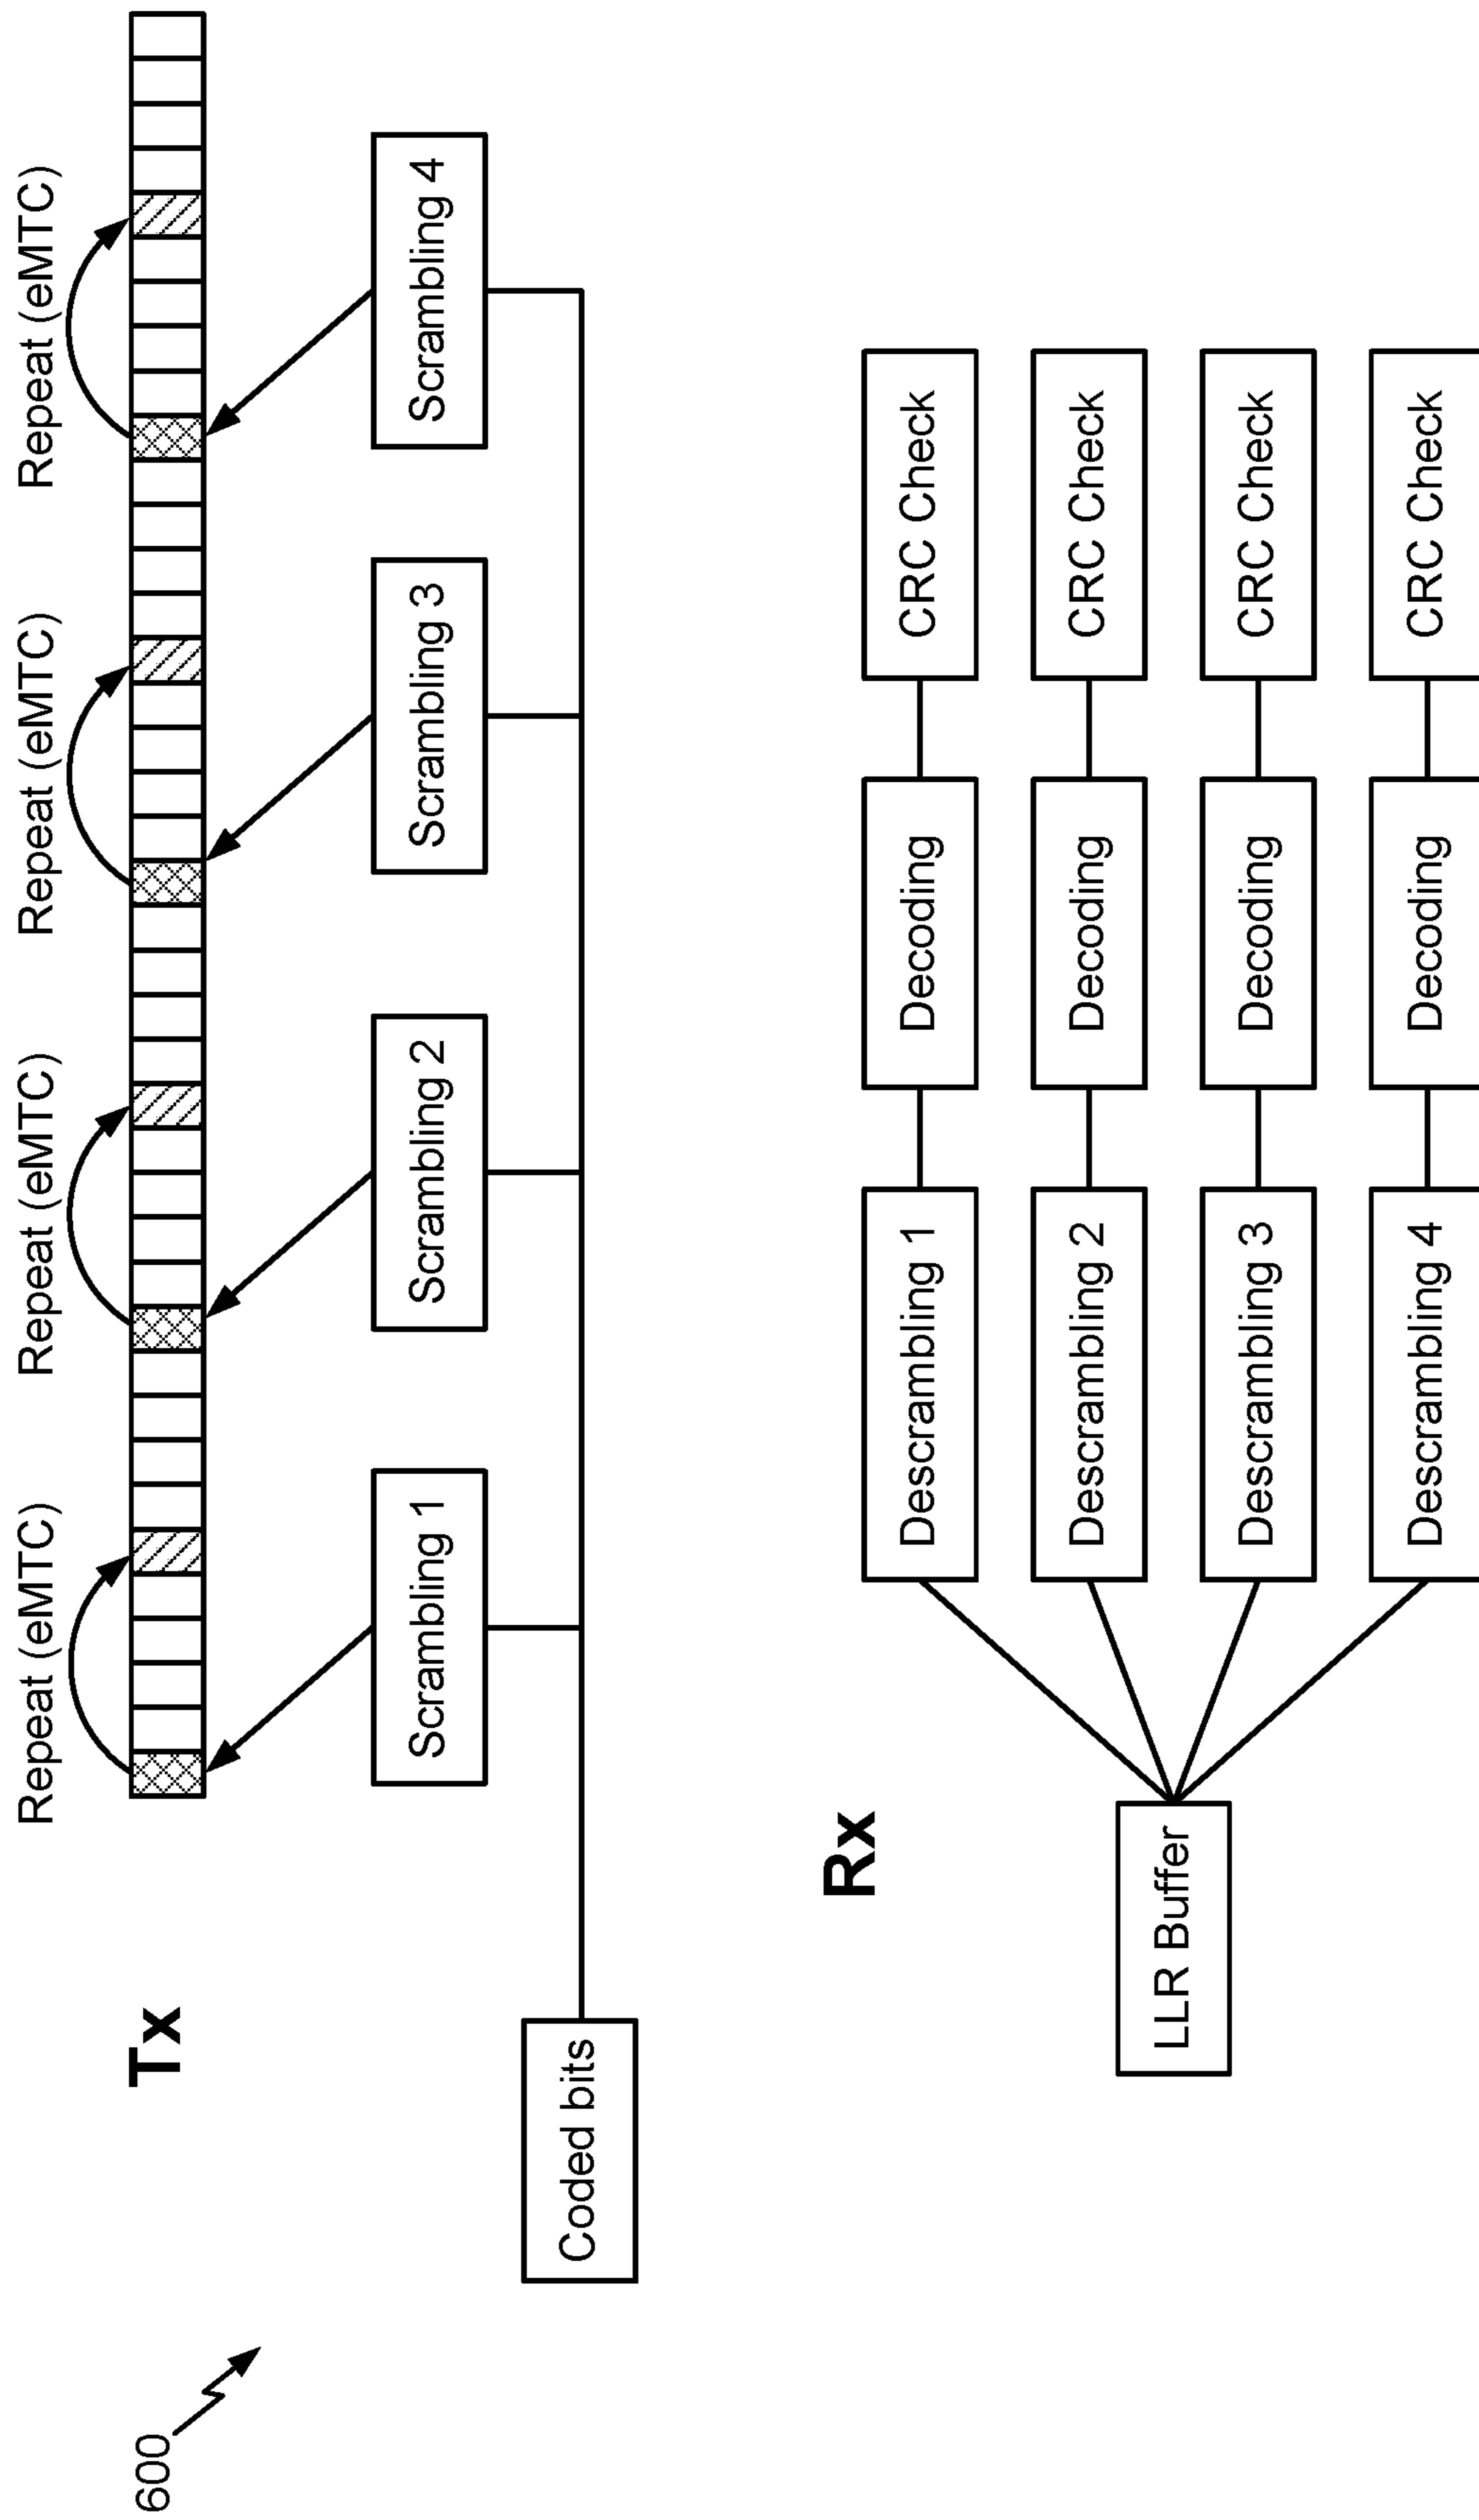 600
Tx
Repeat (eMTC)
Repeat (eMTC)
Repeat (eMTC)
Repeat (eMTC)
Scrambling 1
Scrambling 2
Scrambling 3
Scrambling 4
Coded bits
Rx
LLR Buffer
Descrambling 1
Decoding
CRC Check
Descrambling 2
Decoding
CRC Check
Descrambling 3
Decoding
CRC Check
Descrambling 4
Decoding
CRC Check